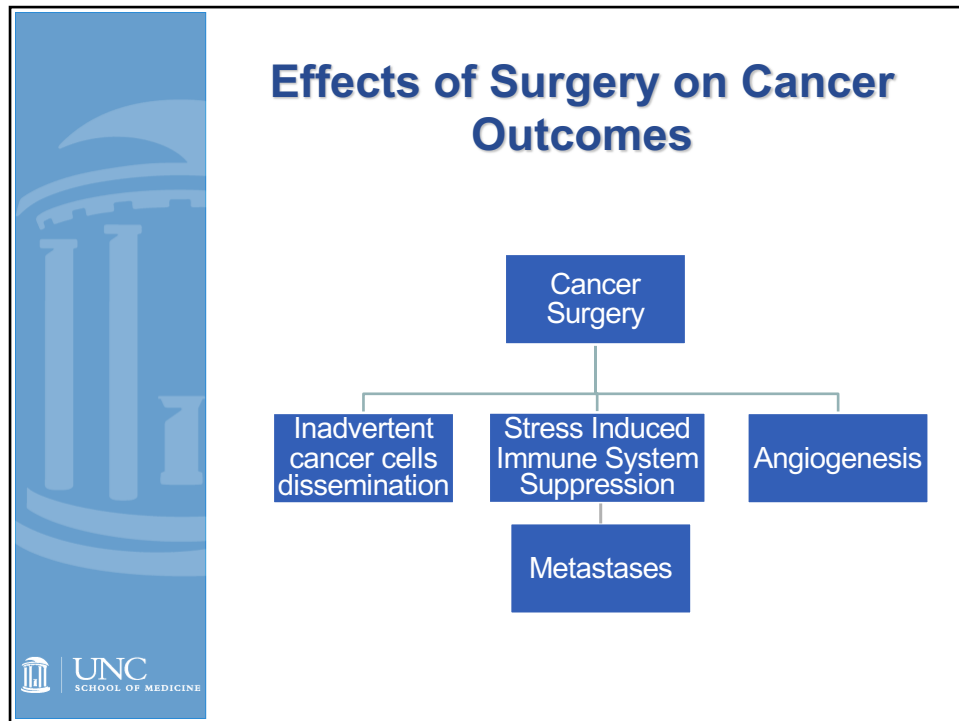 Effects of Surgery on Cancer
Outcomes
Cancer
Surgery
Inadvertent
cancer cells
dissemination
Stress Induced
Immune System
Suppression
Angiogenesis
Metastases
UNC
SCHOOL OF MEDICINE